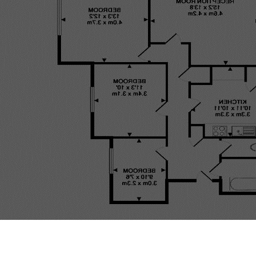 RECEPTION ROOM
15'2 x 13'8
4.6m x 4.2m
BEDROOM
13'3 x 12'2
4.0m x 3.7m
BEDROOM
11'3 x 10'
3.4m x 3.1m
KITCHEN
10'11 x 10'11
3.3m x 3.3m
BEDROOM
9'10 x 7'6
3.0m x 2.3m